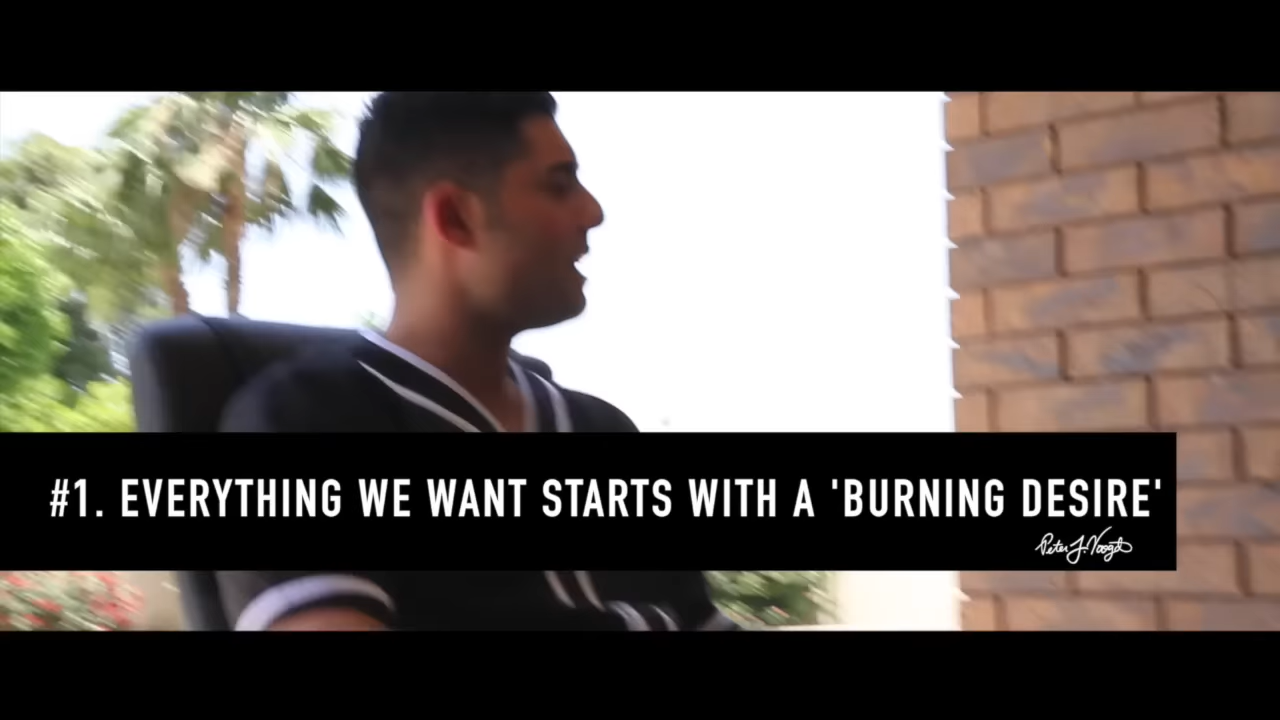 #1. EVERYTHING WE WANT STARTS WITH A 'BURNING DESIRE'
Peter J. Voogd